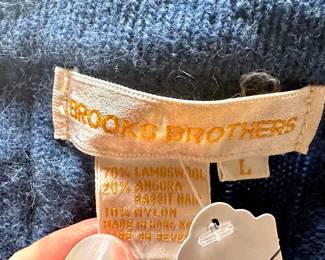 BROOKS BROTHERS
L
70% LAMBSWOOL
20% ANGORA
RABBIT HAIR
10% NYLON
MADE IN HONG KONG